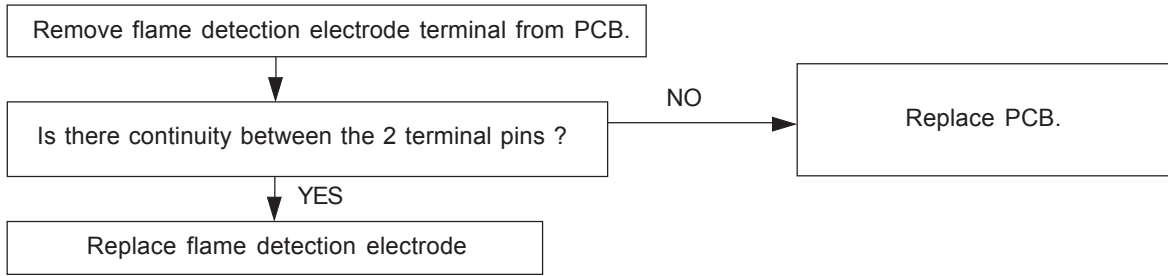 Remove flame detection electrode terminal from PCB.
NO
Is there continuity between the 2 terminal pins ?
Replace PCB.
YES
Replace flame detection electrode